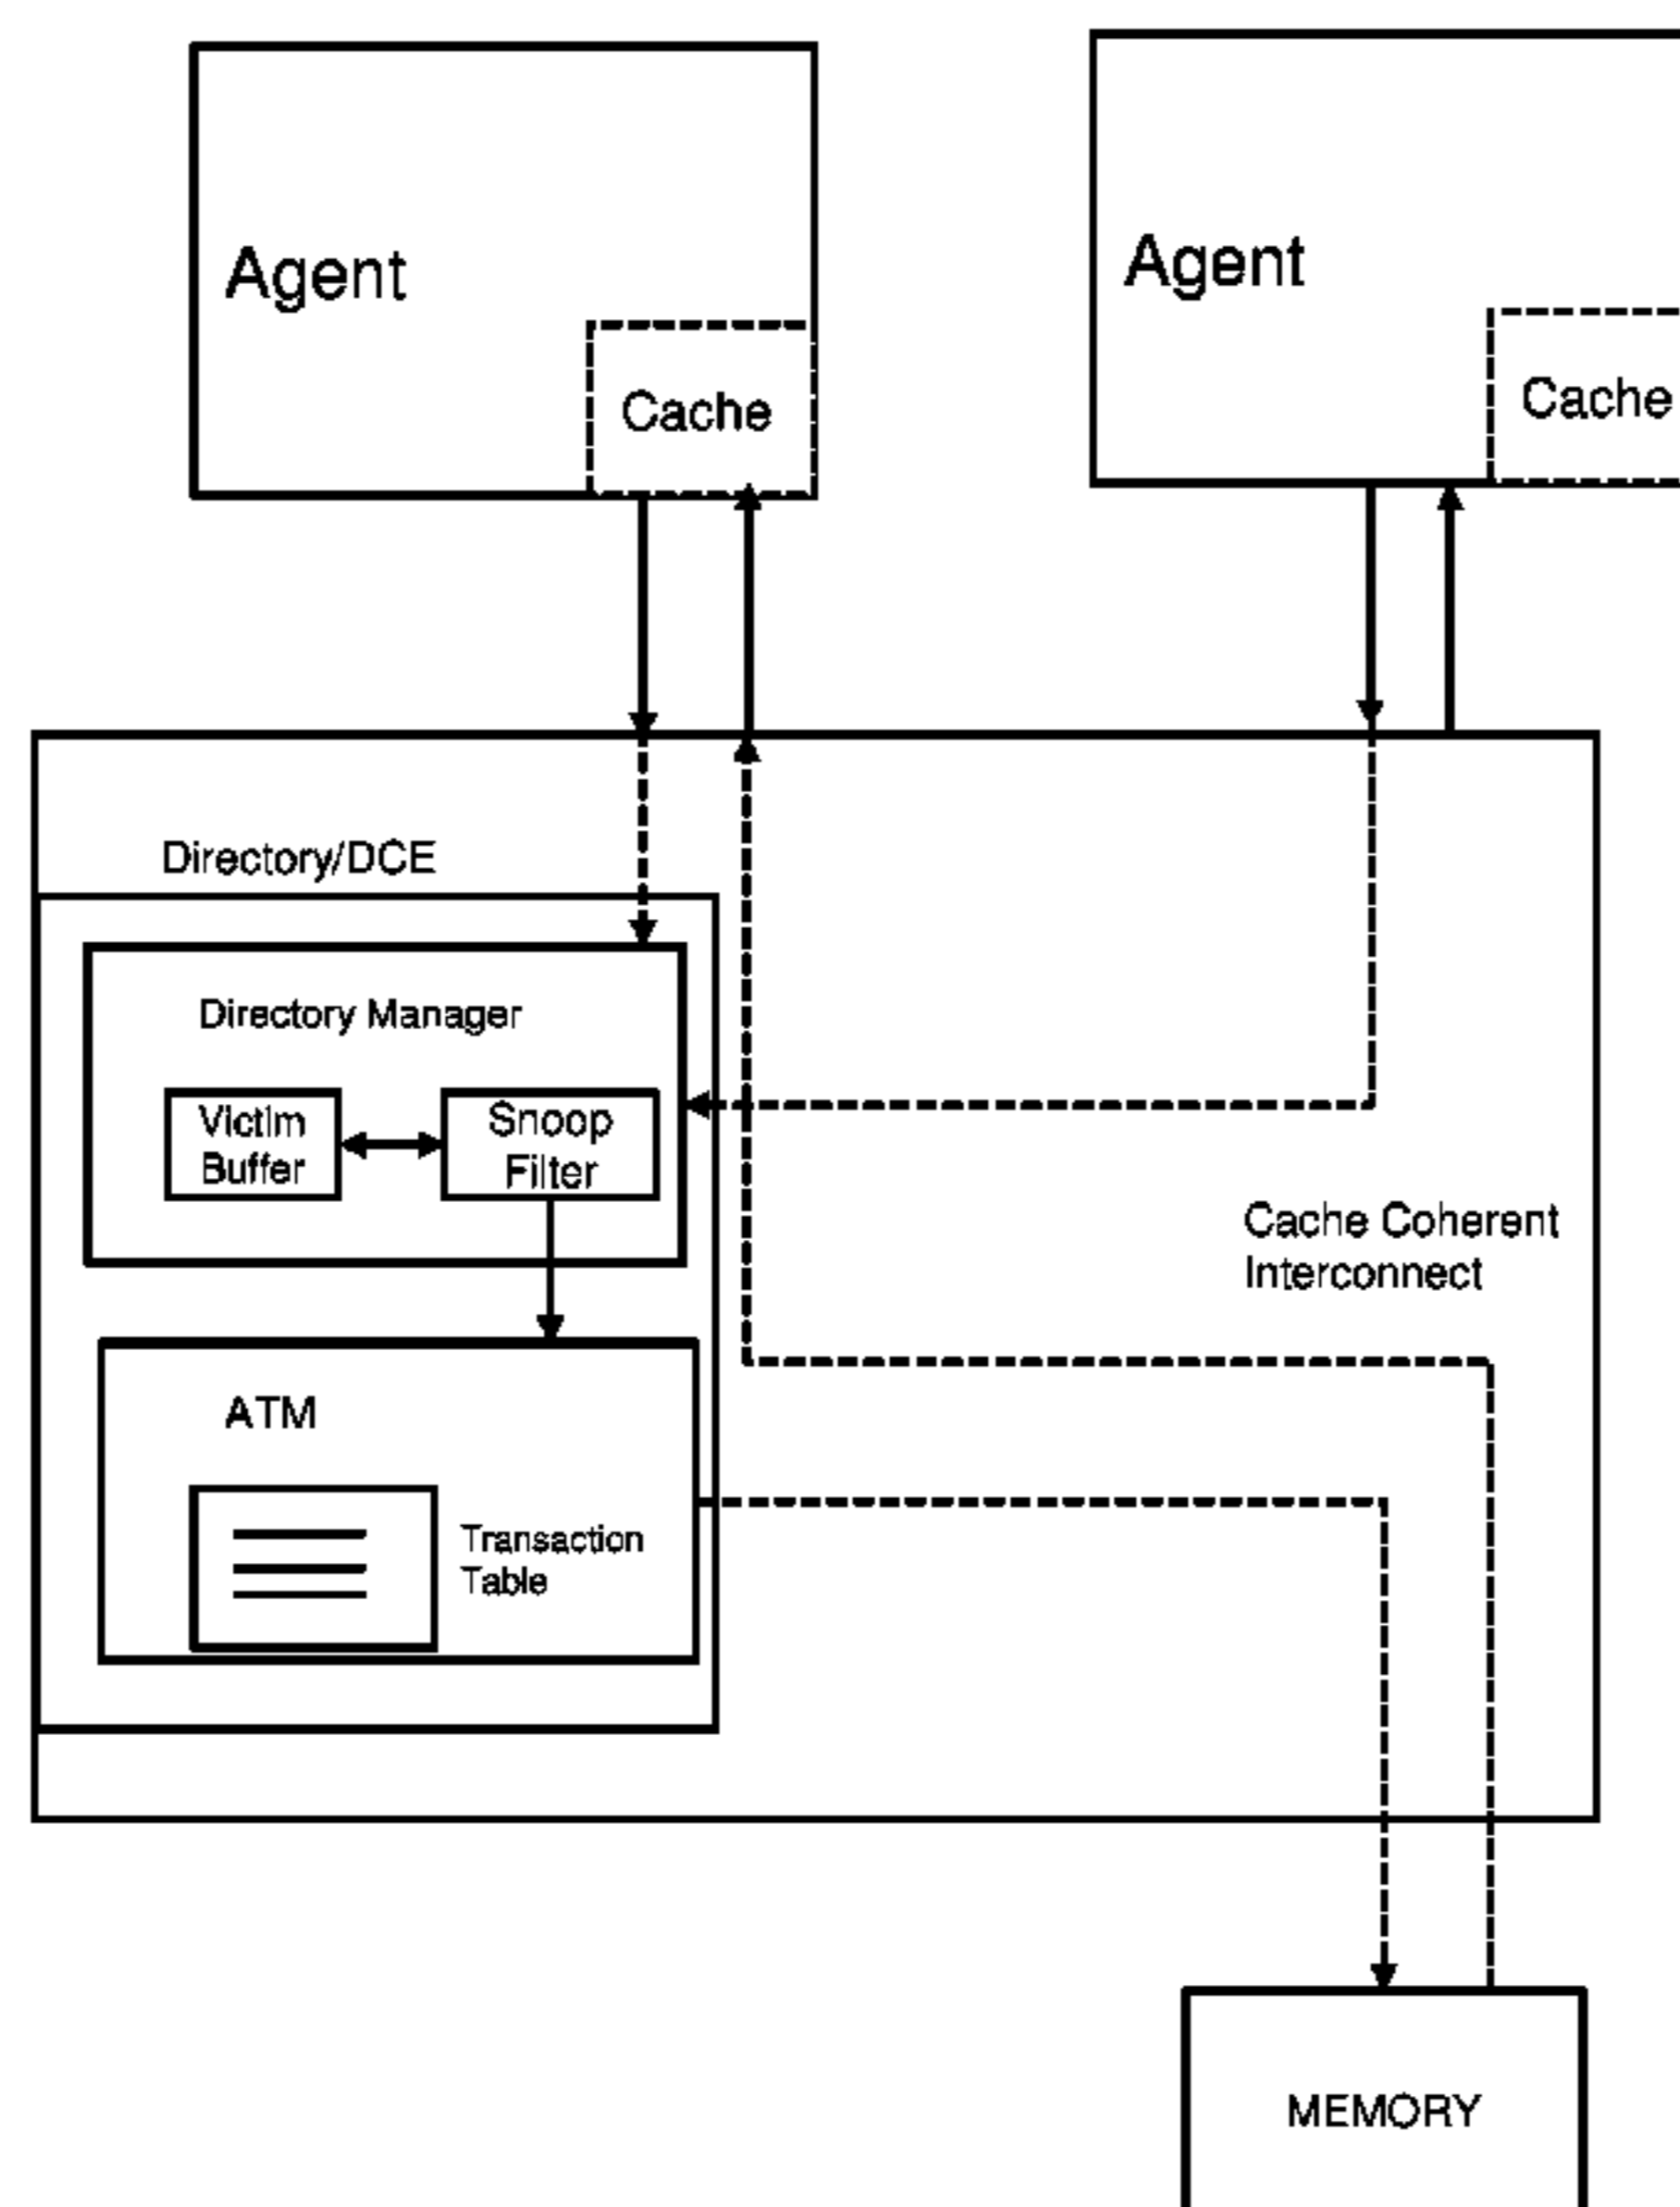 Agent
Cache
Agent
Cache
Directory/DCE
Directory Manager
Victim
Buffer
Snoop
Filter
Cache Coherent
Interconnect
ATM
Transaction
Table
MEMORY